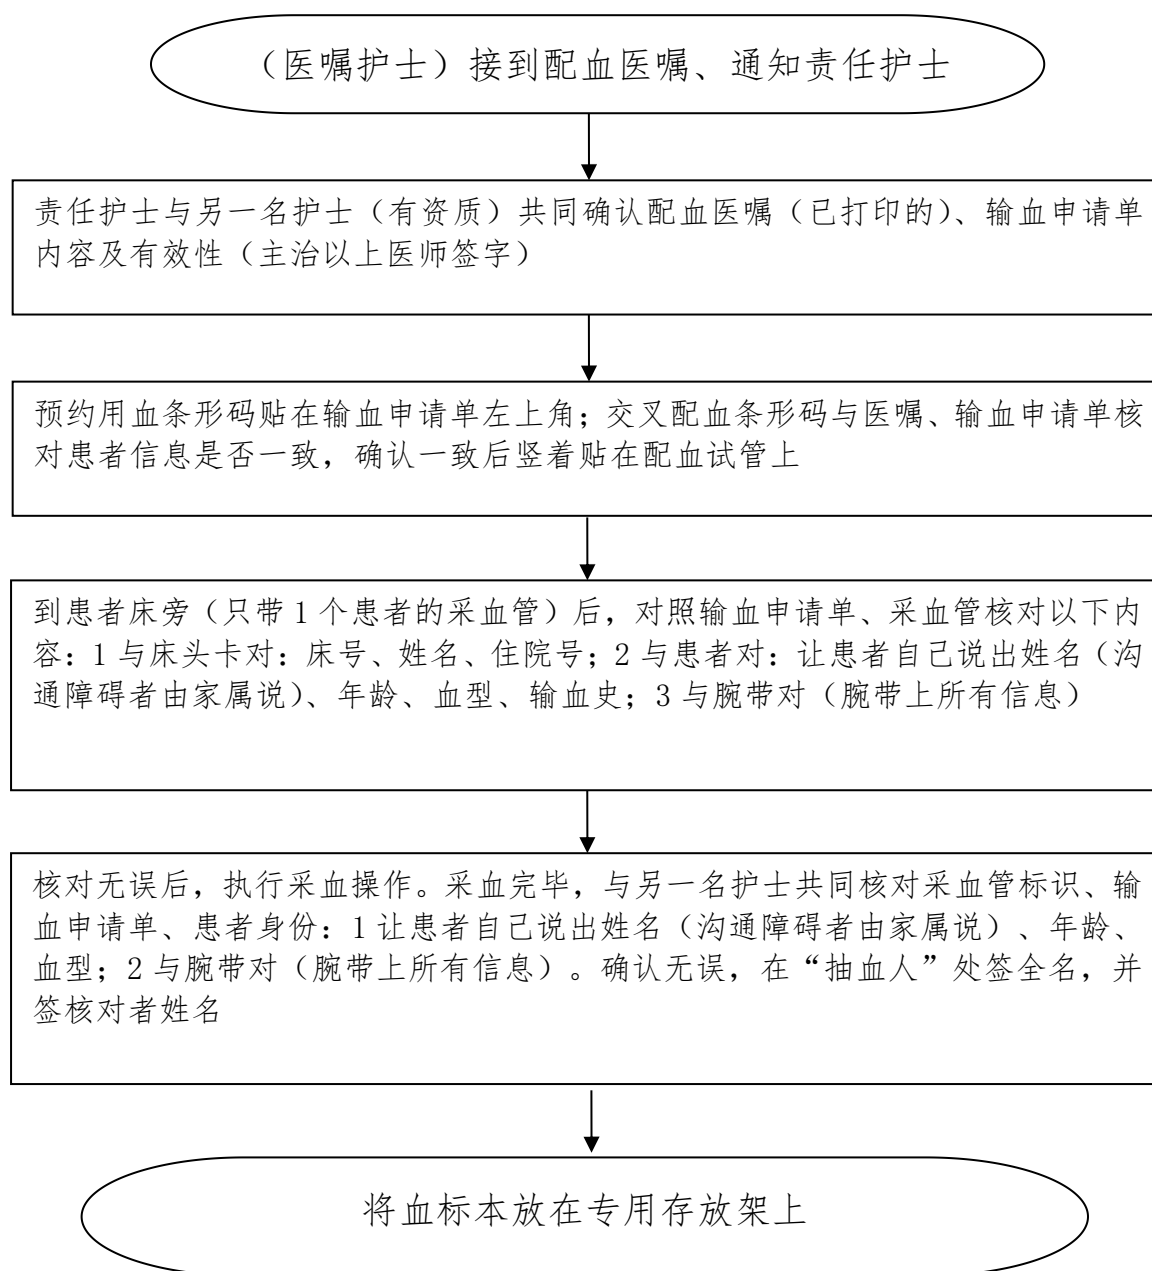 （医嘱护士）接到配血医嘱、通知责任护士
责任护士与另一名护士（有资质）共同确认配血医嘱（已打印的）、输血申请单
内容及有效性（主治以上医师签字）
预约用血条形码贴在输血申请单左上角；交叉配血条形码与医嘱、输血申请单核
对患者信息是否一致，确认一致后竖着贴在配血试管上
到患者床旁（只带 1 个患者的采血管）后，对照输血申请单、采血管核对以下内
容：1 与床头卡对：床号、姓名、住院号；2 与患者对：让患者自己说出姓名（沟
通障碍者由家属说）、年龄、血型、输血史；3 与腕带对（腕带上所有信息）
核对无误后，执行采血操作。采血完毕，与另一名护士共同核对采血管标识、输
血申请单、患者身份：1 让患者自己说出姓名（沟通障碍者由家属说）、年龄、
血型；2 与腕带对（腕带上所有信息）。确认无误，在“抽血人”处签全名，并
签核对者姓名
将血标本放在专用存放架上